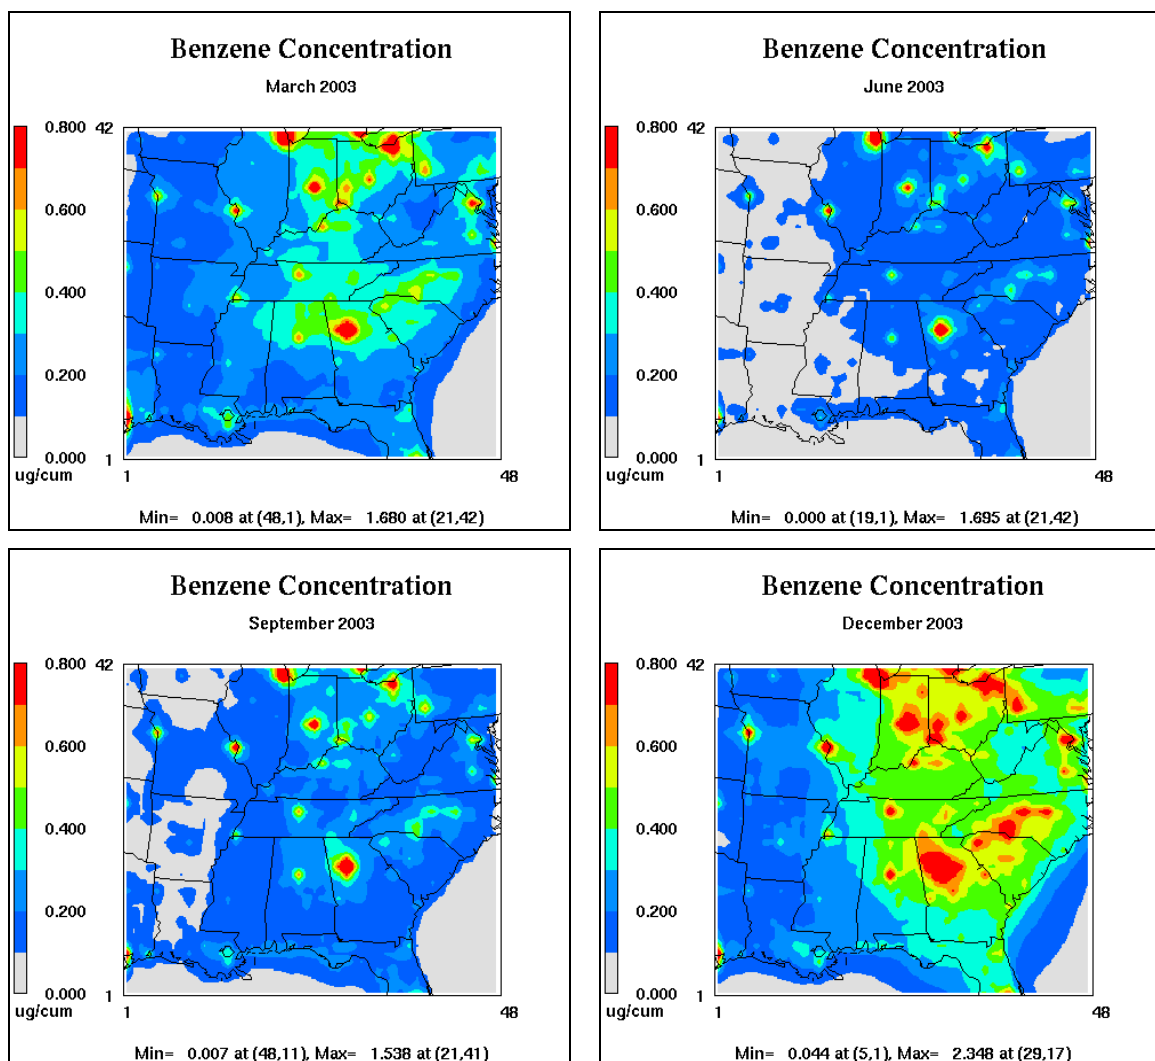 Benzene Concentration
March 2003
0.800
0.600
0.400
0.200
0.000
ug/cum
42
1
1
48
Min= 0.008 at (48,1), Max= 1.680 at (21,42)
Benzene Concentration
June 2003
0.800
0.600
0.400
0.200
0.000
ug/cum
42
1
1
48
Min= 0.000 at (19,1), Max= 1.695 at (21,42)
Benzene Concentration
September 2003
0.800
0.600
0.400
0.200
0.000
ug/cum
42
1
1
48
Min= 0.007 at (48,11), Max= 1.538 at (21,41)
Benzene Concentration
December 2003
0.800
0.600
0.400
0.200
0.000
ug/cum
42
1
1
48
Min= 0.044 at (5,1), Max= 2.348 at (29,17)